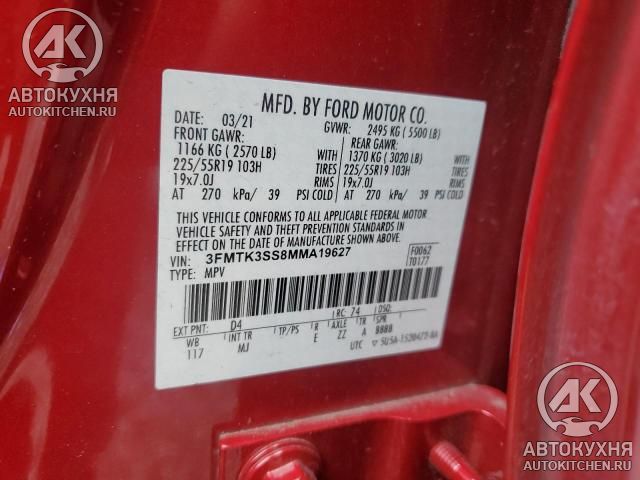 АК
АВТОКУХНЯ
AUTOKITCHEN.RU
MFD. BY FORD MOTOR CO.
DATE: 03/21 GVWR: 2495 KG ( 5500 LB)
FRONT GAWR: REAR GAWR:
1166 KG ( 2570 LB) WITH 1370 KG ( 3020 LB) WITH
225/55R19 103H TIRES 225/55R19 103H TIRES
19x7.0J RIMS 19x7.0J RIMS
AT 270 kPa/ 39 PSI COLD AT 270 kPa/ 39 PSI COLD
THIS VEHICLE CONFORMS TO ALL APPLICABLE FEDERAL MOTOR
VEHICLE SAFETY AND THEFT PREVENTION STANDARDS IN
EFFECT ON THE DATE OF MANUFACTURE SHOWN ABOVE.
VIN: 3FMTK3SS8MMA19627 F0062
TYPE: MPV T0177
EXT PNT: D4 RC: 74 DSO:
WB INT TR TP/PS R AXLE TR SPR
117 MJ E ZZ A BBBB
UTC
АК
АВТОКУХНЯ
AUTOKITCHEN.RU